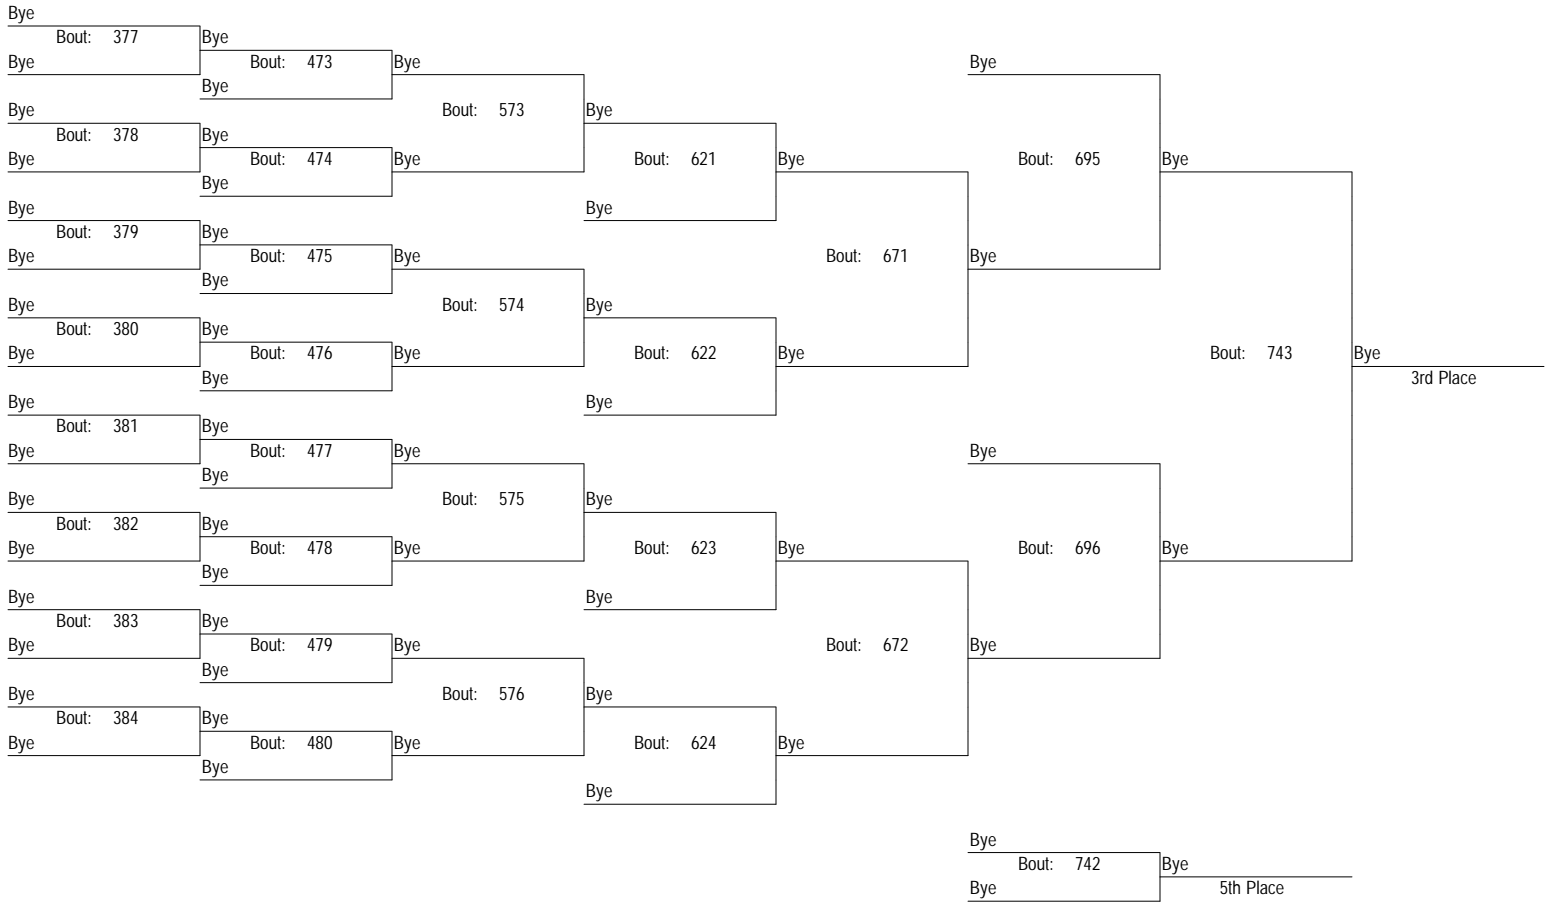 Bye
Bout: 377 Bye
Bye Bout: 473 Bye Bye
Bye
Bye Bout: 573 Bye
Bout: 378 Bye
Bye Bout: 474 Bye Bout: 621 Bye Bout: 695 Bye
Bye
Bye Bye
Bout: 379 Bye
Bye Bout: 475 Bye Bout: 671 Bye
Bye
Bye Bout: 574 Bye
Bout: 380 Bye
Bye Bout: 476 Bye Bout: 622 Bye Bout: 743 Bye
Bye 3rd Place
Bye Bye
Bout: 381 Bye
Bye Bout: 477 Bye Bye
Bye
Bye Bout: 575 Bye
Bout: 382 Bye
Bye Bout: 478 Bye Bout: 623 Bye Bout: 696 Bye
Bye
Bye Bye
Bout: 383 Bye
Bye Bout: 479 Bye Bout: 672 Bye
Bye
Bye Bout: 576 Bye
Bout: 384 Bye
Bye Bout: 480 Bye Bout: 624 Bye
Bye
Bye
Bye
Bout: 742 Bye
Bye 5th Place